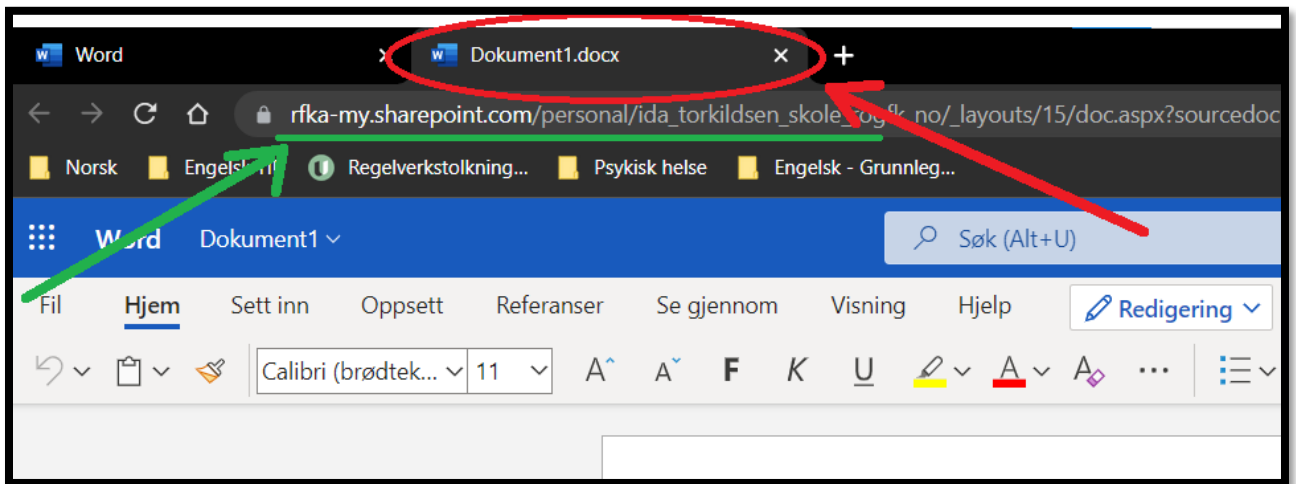 Word Dokument1.docx
rfka-my.sharepoint.com/personal/ida_torkildsen_skole_rogfk_no/_layouts/15/doc.aspx?sourcedoc
Norsk Engelsk Regelverkstolkning... Psykisk helse Engelsk - Grunnleg...
Word Dokument1 Søk (Alt+U)
Fil Hjem Sett inn Oppsett Referanser Se gjennom Visning Hjelp Redigering
Calibri (brødtek... 11 A A F K U A A